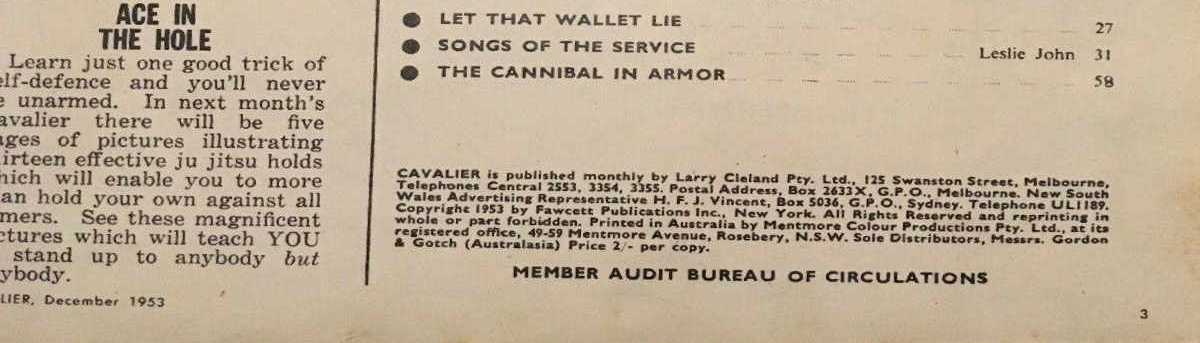 ACE IN
THE HOLE
Learn just one good trick of
elf-defence and you'll never
e unarmed. In next month's
avalier there will be five
ages of pictures illustrating
irteen effective ju jitsu holds
hich will enable you to more
an hold your own against all
mers. See these magnificent
ctures which will teach YOU
stand up to anybody but
ybody.
LIER, December 1953
● LET THAT WALLET LIE 27
● SONGS OF THE SERVICE Leslie John 31
● THE CANNIBAL IN ARMOR 58
CAVALIER is published monthly by Larry Cleland Pty. Ltd., 125 Swanston Street, Melbourne,
Telephones Central 2553, 3354, 3355. Postal Address, Box 2633X, G.P.O., Melbourne. New South
Wales Advertising Representative H. F. J. Vincent, Box 5036, G.P.O., Sydney. Telephone UL1189.
Copyright 1953 by Fawcett Publications Inc., New York. All Rights Reserved and reprinting in
whole or part forbidden. Printed in Australia by Mentmore Colour Productions Pty. Ltd., at its
registered office, 49-59 Mentmore Avenue, Rosebery, N.S.W. Sole Distributors, Messrs. Gordon
& Gotch (Australasia) Price 2/- per copy.
MEMBER AUDIT BUREAU OF CIRCULATIONS
3